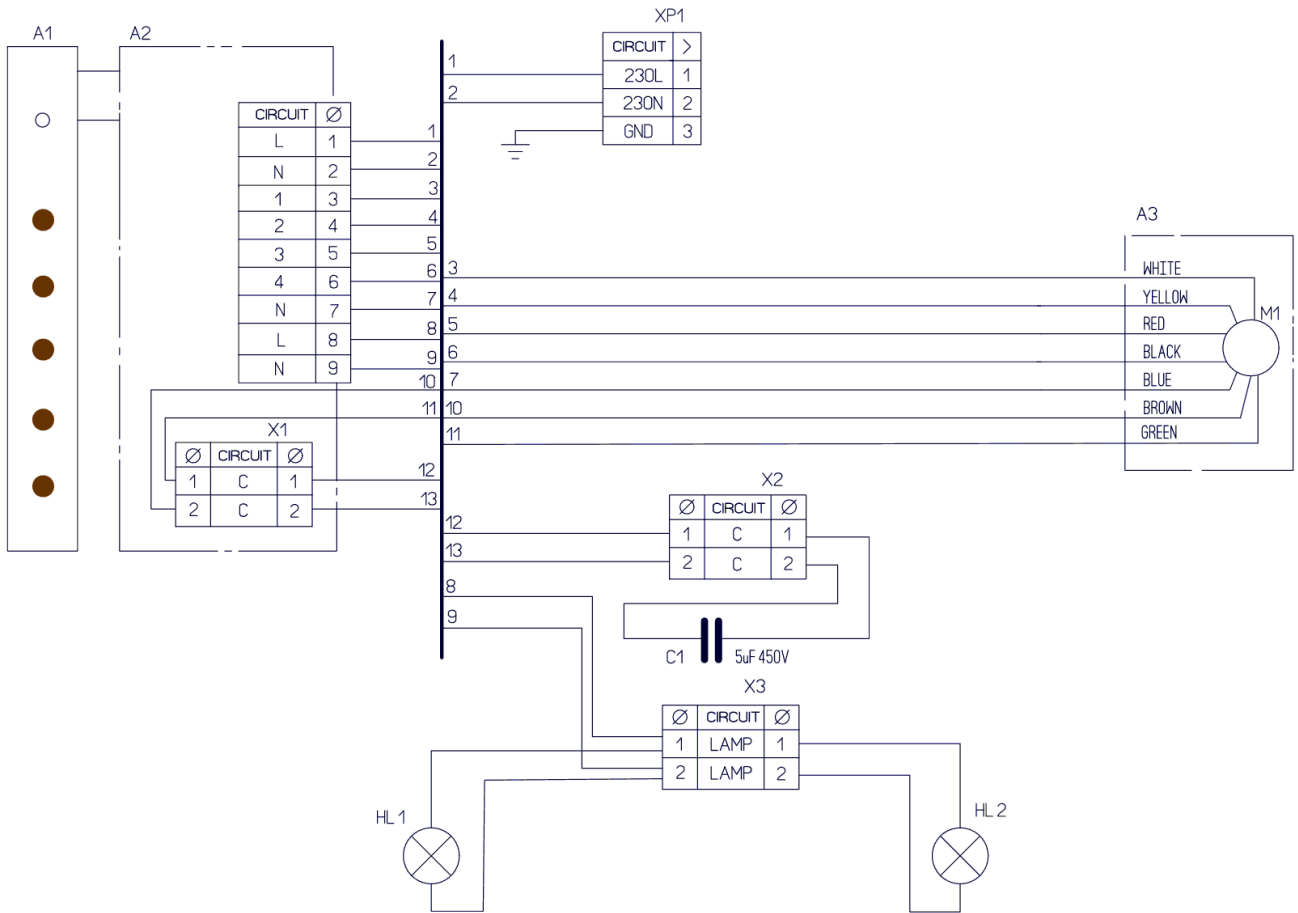 XP1
A1
A2
CIRCUIT >
230L 1
230N 2
GND 3
1
2
CIRCUIT Ø
L 1
N 2
1 3
2 4
3 5
4 6
N 7
L 8
N 9
1
2
3
4
5
6
7
8
9
10
11
12
13
3
4
5
6
7
10
11
12
13
8
9
A3
WHITE
YELLOW
RED
BLACK
BLUE
BROWN
GREEN
M1
X1
Ø CIRCUIT Ø
1 C 1
2 C 2
X2
Ø CIRCUIT Ø
1 C 1
2 C 2
C1
5uF 450V
X3
Ø CIRCUIT Ø
1 LAMP 1
2 LAMP 2
HL1
HL2